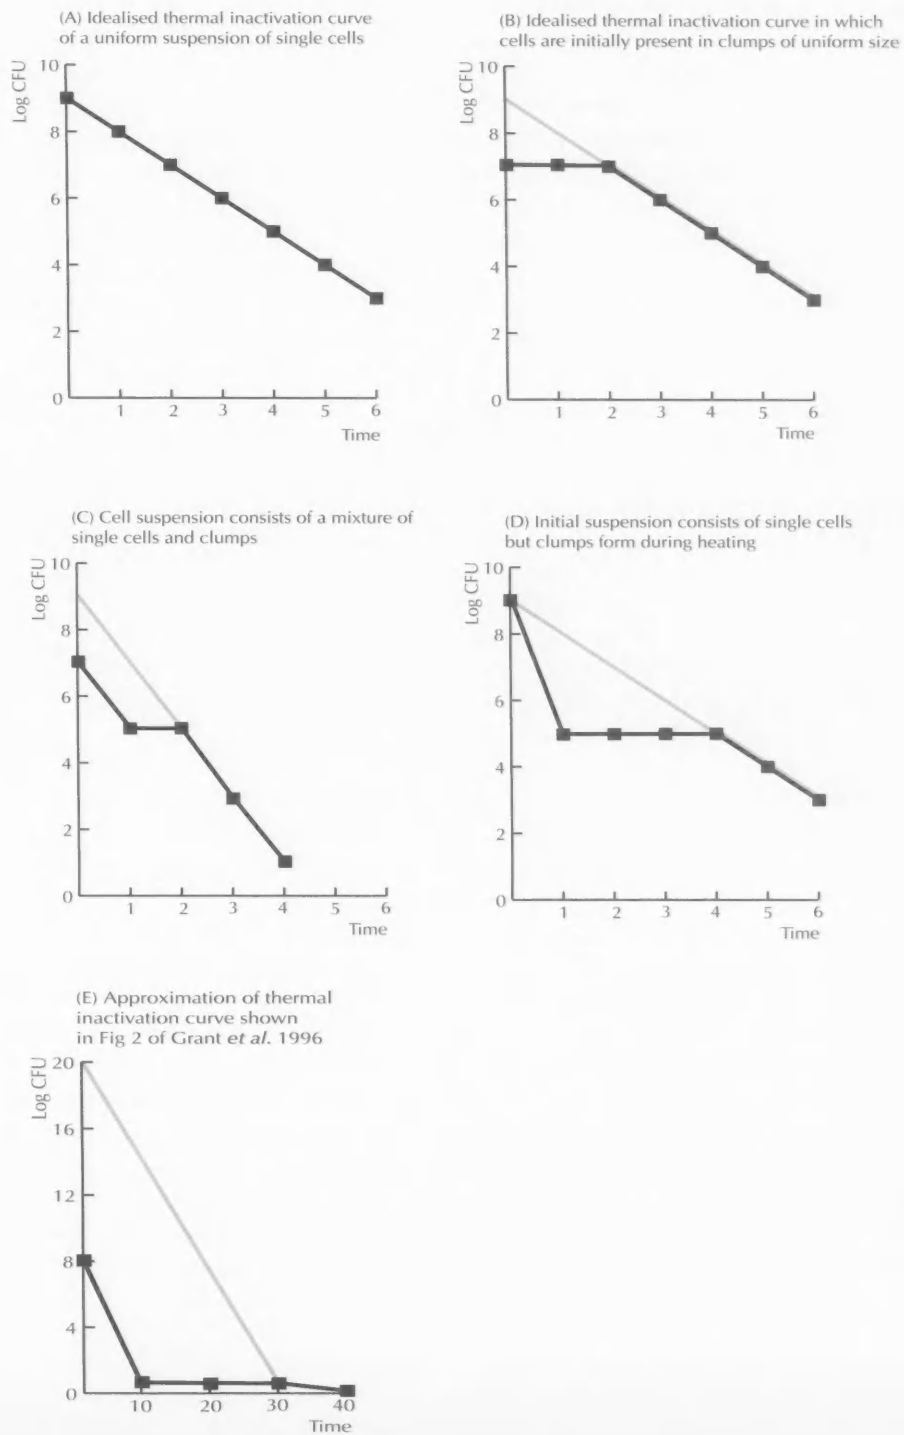 (A) Idealised thermal inactivation curve
of a uniform suspension of single cells
Log CFU
10
8
6
4
2
0
1 2 3 4 5 6
Time
(B) Idealised thermal inactivation curve in which
cells are initially present in clumps of uniform size
Log CFU
10
8
6
4
2
0
1 2 3 4 5 6
Time
(C) Cell suspension consists of a mixture of
single cells and clumps
Log CFU
10
8
6
4
2
0
1 2 3 4 5 6
Time
(D) Initial suspension consists of single cells
but clumps form during heating
Log CFU
10
8
6
4
2
0
1 2 3 4 5 6
Time
(E) Approximation of thermal
inactivation curve shown
in Fig 2 of Grant et al. 1996
Log CFU
20
16
12
8
4
0
10 20 30 40
Time